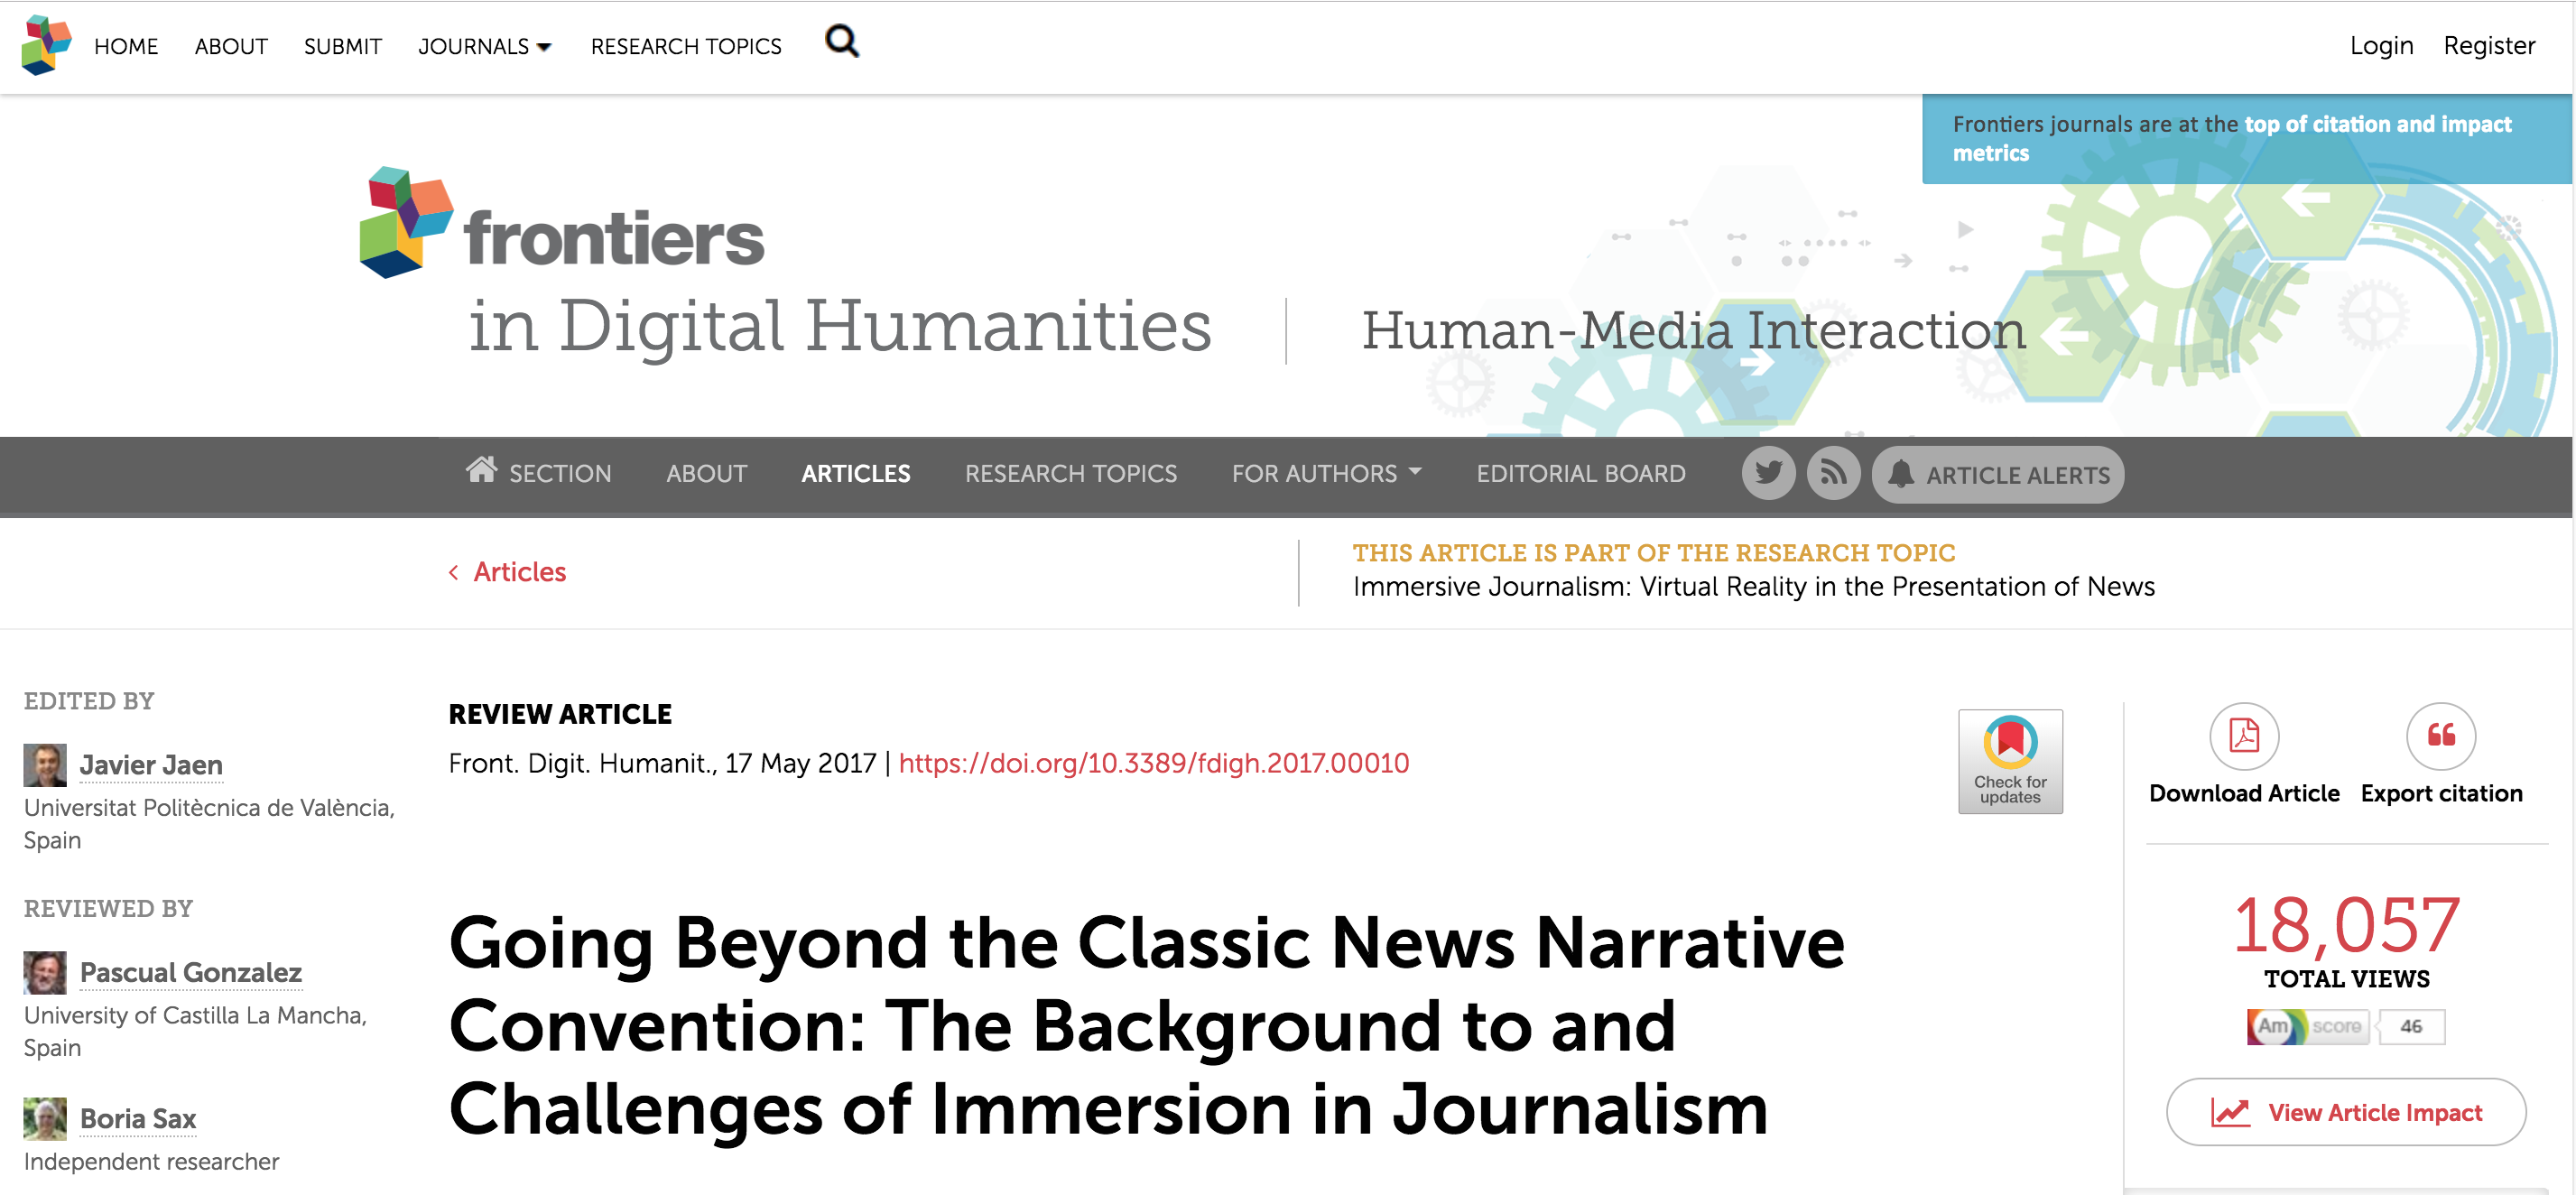 HOME ABOUT SUBMIT JOURNALS RESEARCH TOPICS Login Register
Frontiers journals are at the top of citation and impact
metrics
frontiers
in Digital Humanities
Human-Media Interaction
SECTION ABOUT ARTICLES RESEARCH TOPICS FOR AUTHORS EDITORIAL BOARD ARTICLE ALERTS
‹ Articles
THIS ARTICLE IS PART OF THE RESEARCH TOPIC
Immersive Journalism: Virtual Reality in the Presentation of News
EDITED BY
Javier Jaen
Universitat Politècnica de València,
Spain
REVIEWED BY
Pascual Gonzalez
University of Castilla La Mancha,
Spain
Boria Sax
Independent researcher
REVIEW ARTICLE
Front. Digit. Humanit., 17 May 2017 | https://doi.org/10.3389/fdigh.2017.00010
Check for
updates
Going Beyond the Classic News Narrative
Convention: The Background to and
Challenges of Immersion in Journalism
Download Article Export citation
18,057
TOTAL VIEWS
Am score 46
View Article Impact